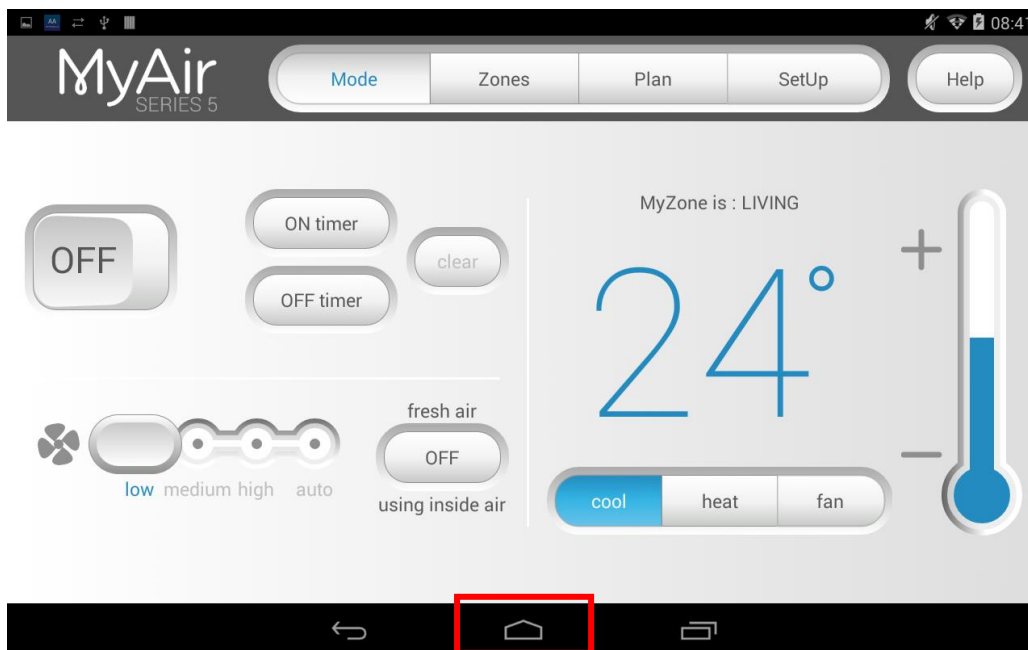 AA
08:41
MyAir
SERIES 5
Mode
Zones
Plan
SetUp
Help
OFF
ON timer
OFF timer
clear
MyZone is : LIVING
24°
+
−
fresh air
OFF
using inside air
low medium high auto
cool
heat
fan